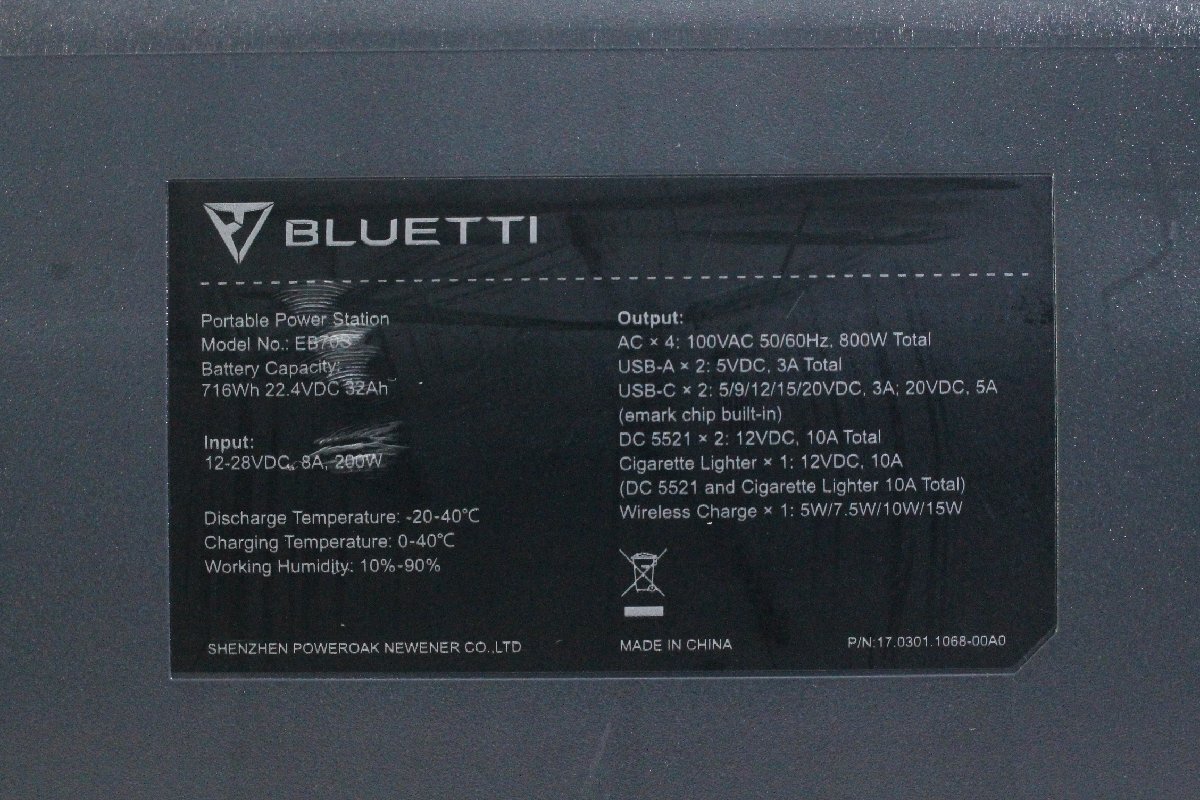 BLUETTI
Portable Power Station
Model No.: EB70S
Battery Capacity:
716Wh 22.4VDC 32Ah
Input:
12-28VDC, 8A, 200W
Discharge Temperature: -20-40℃
Charging Temperature: 0-40℃
Working Humidity: 10%-90%
SHENZHEN POWEROAK NEWENER CO.,LTD
Output:
AC × 4: 100VAC 50/60Hz, 800W Total
USB-A × 2: 5VDC, 3A Total
USB-C × 2: 5/9/12/15/20VDC, 3A; 20VDC, 5A
(emark chip built-in)
DC 5521 × 2: 12VDC, 10A Total
Cigarette Lighter × 1: 12VDC, 10A
(DC 5521 and Cigarette Lighter 10A Total)
Wireless Charge × 1: 5W/7.5W/10W/15W
MADE IN CHINA
P/N:17.0301.1068-00A0